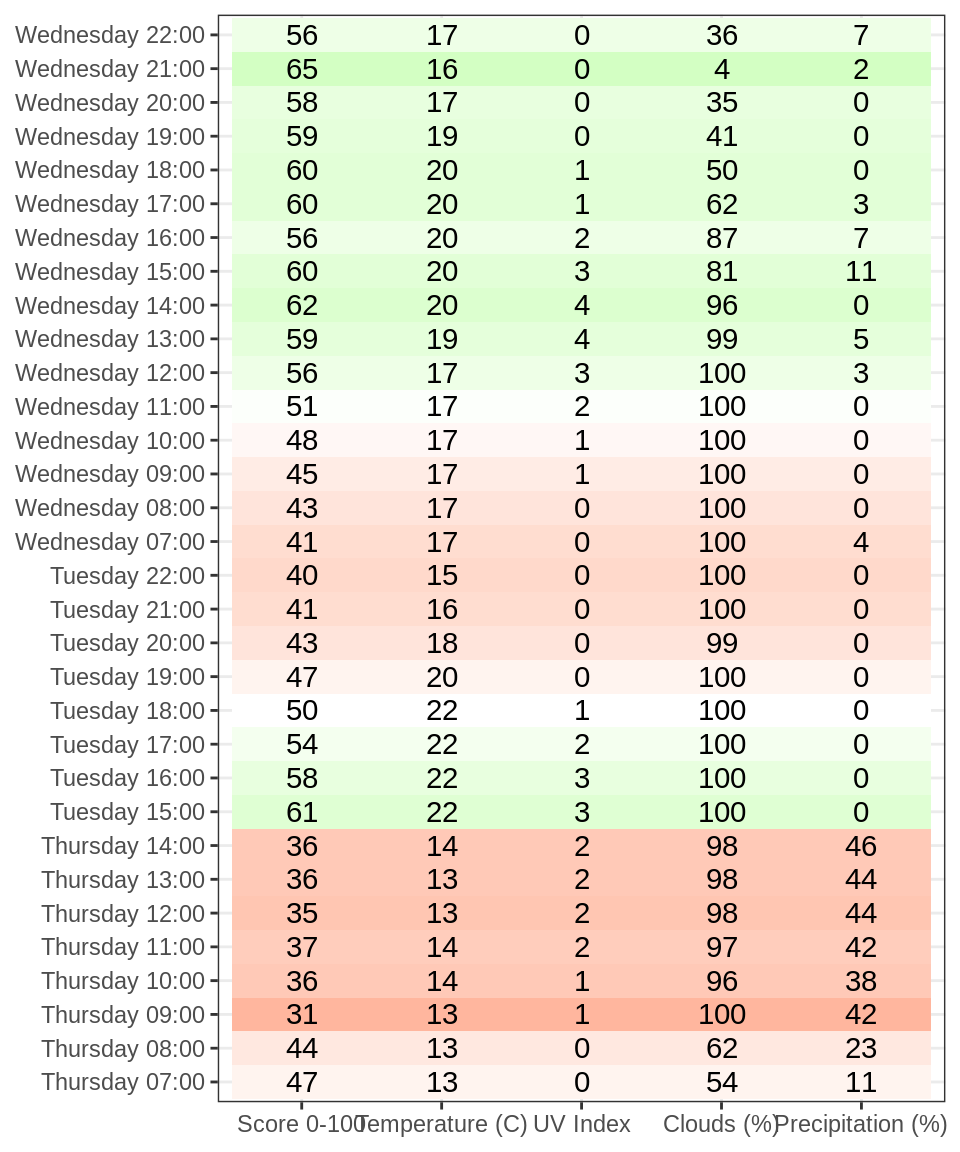 Wednesday 22:00 56 17 0 36 7
Wednesday 21:00 65 16 0 4 2
Wednesday 20:00 58 17 0 35 0
Wednesday 19:00 59 19 0 41 0
Wednesday 18:00 60 20 1 50 0
Wednesday 17:00 60 20 1 62 3
Wednesday 16:00 56 20 2 87 7
Wednesday 15:00 60 20 3 81 11
Wednesday 14:00 62 20 4 96 0
Wednesday 13:00 59 19 4 99 5
Wednesday 12:00 56 17 3 100 3
Wednesday 11:00 51 17 2 100 0
Wednesday 10:00 48 17 1 100 0
Wednesday 09:00 45 17 1 100 0
Wednesday 08:00 43 17 0 100 0
Wednesday 07:00 41 17 0 100 4
Tuesday 22:00 40 15 0 100 0
Tuesday 21:00 41 16 0 100 0
Tuesday 20:00 43 18 0 99 0
Tuesday 19:00 47 20 0 100 0
Tuesday 18:00 50 22 1 100 0
Tuesday 17:00 54 22 2 100 0
Tuesday 16:00 58 22 3 100 0
Tuesday 15:00 61 22 3 100 0
Thursday 14:00 36 14 2 98 46
Thursday 13:00 36 13 2 98 44
Thursday 12:00 35 13 2 98 44
Thursday 11:00 37 14 2 97 42
Thursday 10:00 36 14 1 96 38
Thursday 09:00 31 13 1 100 42
Thursday 08:00 44 13 0 62 23
Thursday 07:00 47 13 0 54 11
Score 0-100 Temperature (C) UV Index Clouds (%) Precipitation (%)